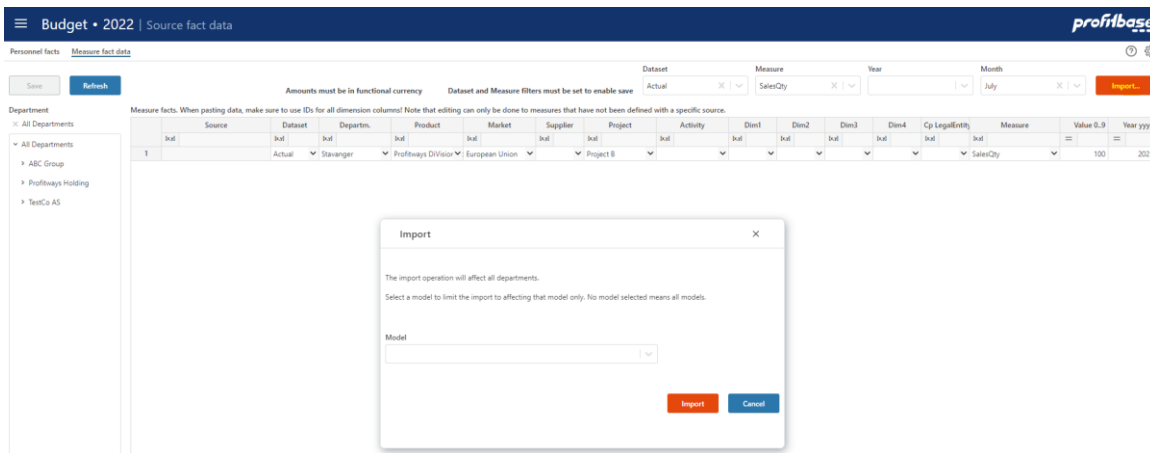 Budget • 2022 | Source fact data
profitbase
Personnel facts Measure fact data
Dataset Measure Year Month
Save Refresh Amounts must be in functional currency Dataset and Measure filters must be set to enable save Actual SalesQty July Import...
Department Measure facts. When pasting data, make sure to use IDs for all dimension columns! Note that editing can only be done to measures that have not been defined with a specific source.
All Departments
Source Dataset Departm. Product Market Supplier Project Activity Dim1 Dim2 Dim3 Dim4 Cp LegalEntity Measure Value 0..9 Year yyy
All Departments
1 Actual Stavanger Profitways DiVision European Union Project B SalesQty 100 202
ABC Group
Profitways Holding
TestCo AS
Import
The import operation will affect all departments.
Select a model to limit the import to affecting that model only. No model selected means all models.
Model
Import Cancel